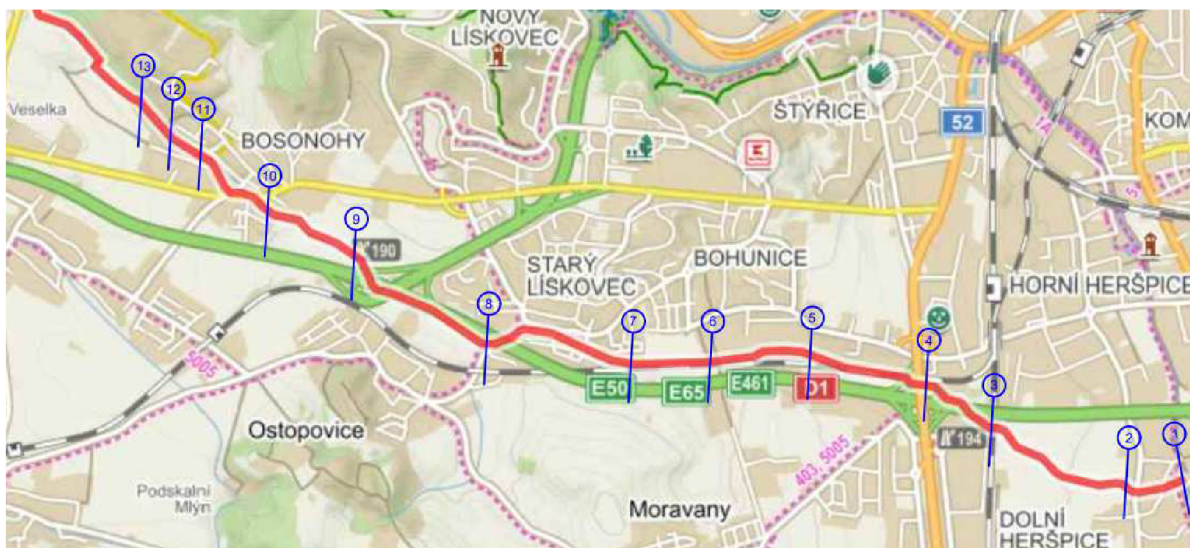 NOVÝ
LÍSKOVEC
13
12
11
Veselka
BOSONOHY
ŠTÝŘICE
52
1A
KOM
10
9
190
S
STARÝ
LÍSKOVEC
BOHUNICE
HORNÍ HERŠPICE
8
7
6
5
4
5005
E50
E65
E461
D1
3
Ostopovice
403, 5005
194
2
1
Podskalní
Mlýn
Moravany
DOLNÍ
HERŠPICE